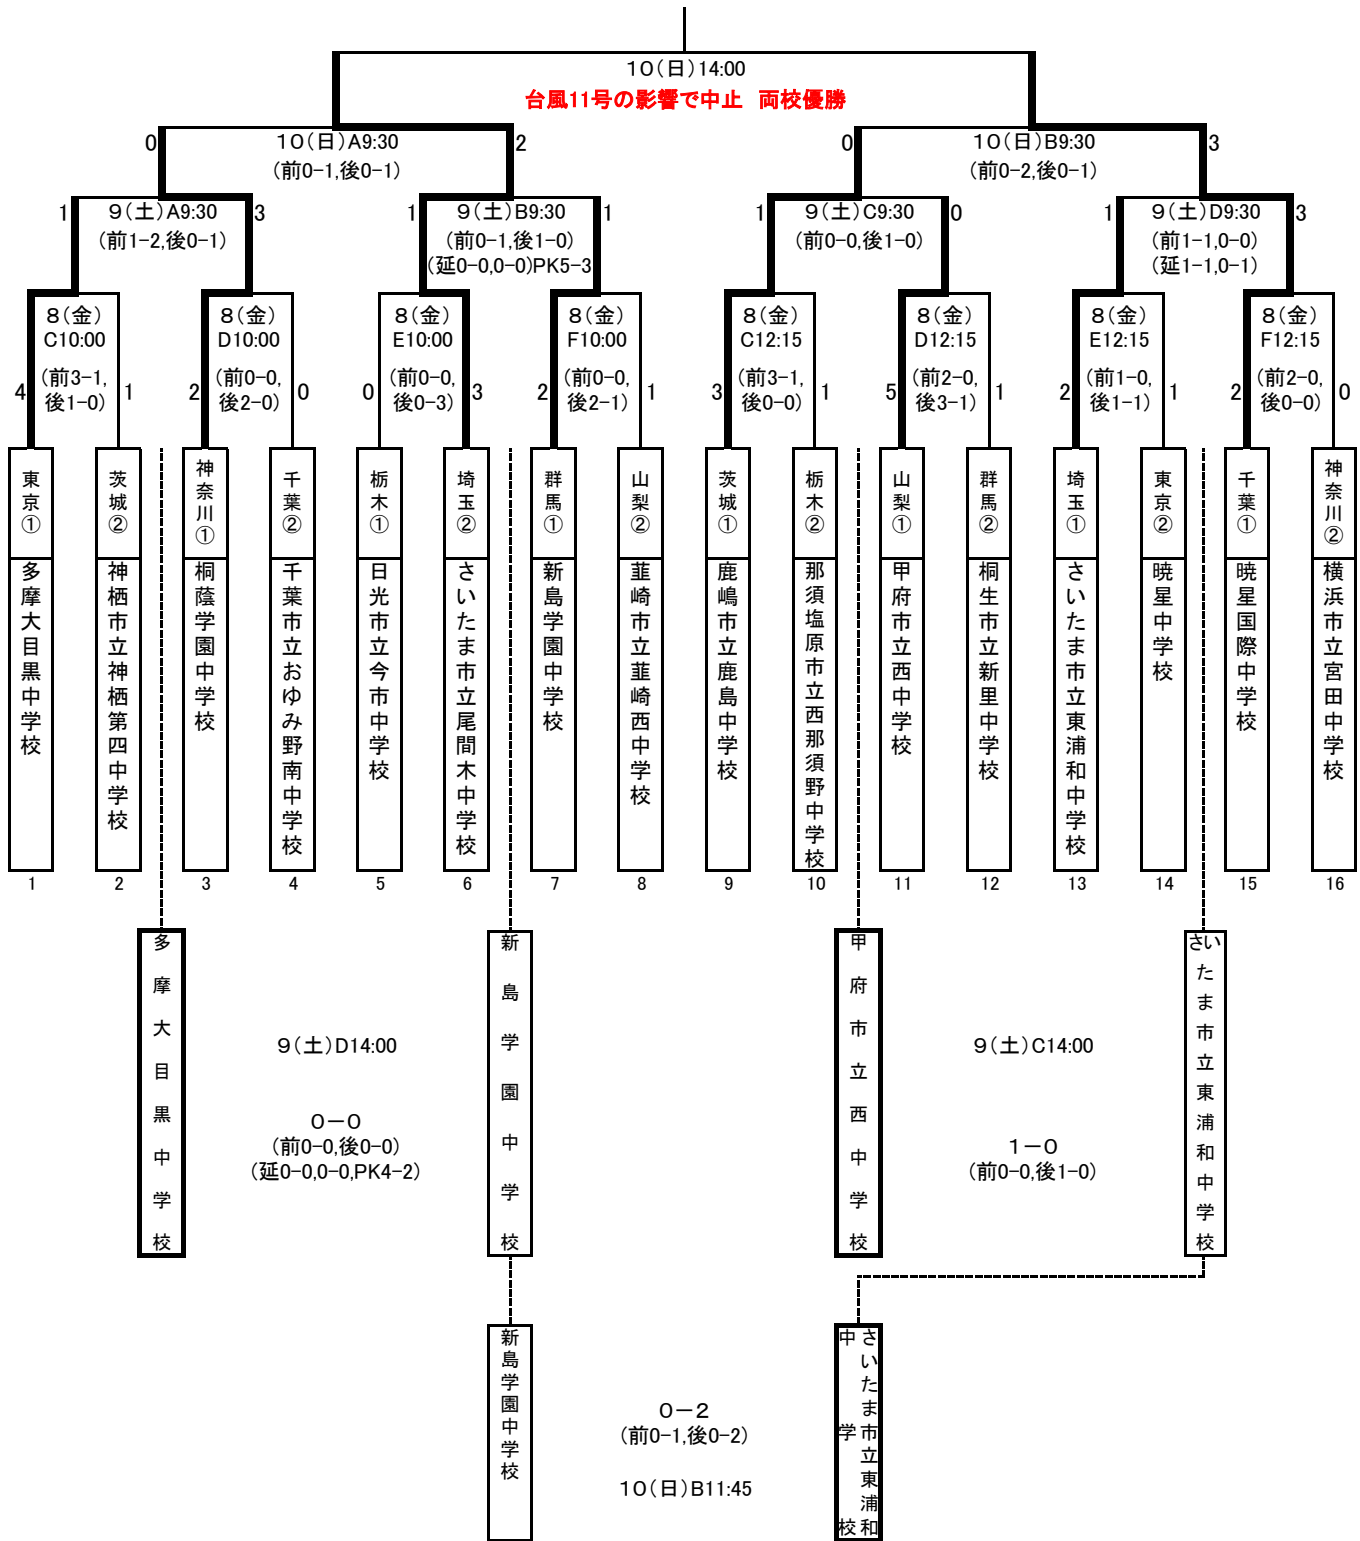 10(日)14:00
台風11号の影響で中止 両校優勝
0
10(日)A9:30
(前0-1,後0-1)
2
0
10(日)B9:30
(前0-2,後0-1)
3
1
9(土)A9:30
(前1-2,後0-1)
3
1
9(土)B9:30
(前0-1,後1-0)
(延0-0,0-0)PK5-3
1
1
9(土)C9:30
(前0-0,後1-0)
0
1
9(土)D9:30
(前1-1,0-0)
(延1-1,0-1)
3
4
8(金)
C10:00
(前3-1,
後1-0)
1
2
8(金)
D10:00
(前0-0,
後2-0)
0
0
8(金)
E10:00
(前0-0,
後0-3)
3
2
8(金)
F10:00
(前0-0,
後2-1)
1
3
8(金)
C12:15
(前3-1,
後0-0)
1
5
8(金)
D12:15
(前2-0,
後3-1)
1
2
8(金)
E12:15
(前1-0,
後1-1)
1
2
8(金)
F12:15
(前2-0,
後0-0)
0
東京①
多摩大目黒中学校
1
茨城②
神栖市立神栖第四中学校
2
神奈川①
桐蔭学園中学校
3
千葉②
千葉市立おゆみ野南中学校
4
栃木①
日光市立今市中学校
5
埼玉②
さいたま市立尾間木中学校
6
群馬①
新島学園中学校
7
山梨②
韮崎市立韮崎西中学校
8
茨城①
鹿嶋市立鹿島中学校
9
栃木②
那須塩原市立西那須野中学校
10
山梨①
甲府市立西中学校
11
群馬②
桐生市立新里中学校
12
埼玉①
さいたま市立東浦和中学校
13
東京②
暁星中学校
14
千葉①
暁星国際中学校
15
神奈川②
横浜市立宮田中学校
16
多摩大目黒中学校
9(土)D14:00
0-0
(前0-0,後0-0)
(延0-0,0-0,PK4-2)
新島学園中学校
甲府市立西中学校
9(土)C14:00
1-0
(前0-0,後1-0)
さいたま市立東浦和中学校
新島学園中学校
0-2
(前0-1,後0-2)
10(日)B11:45
さいたま市立東浦和
中学校